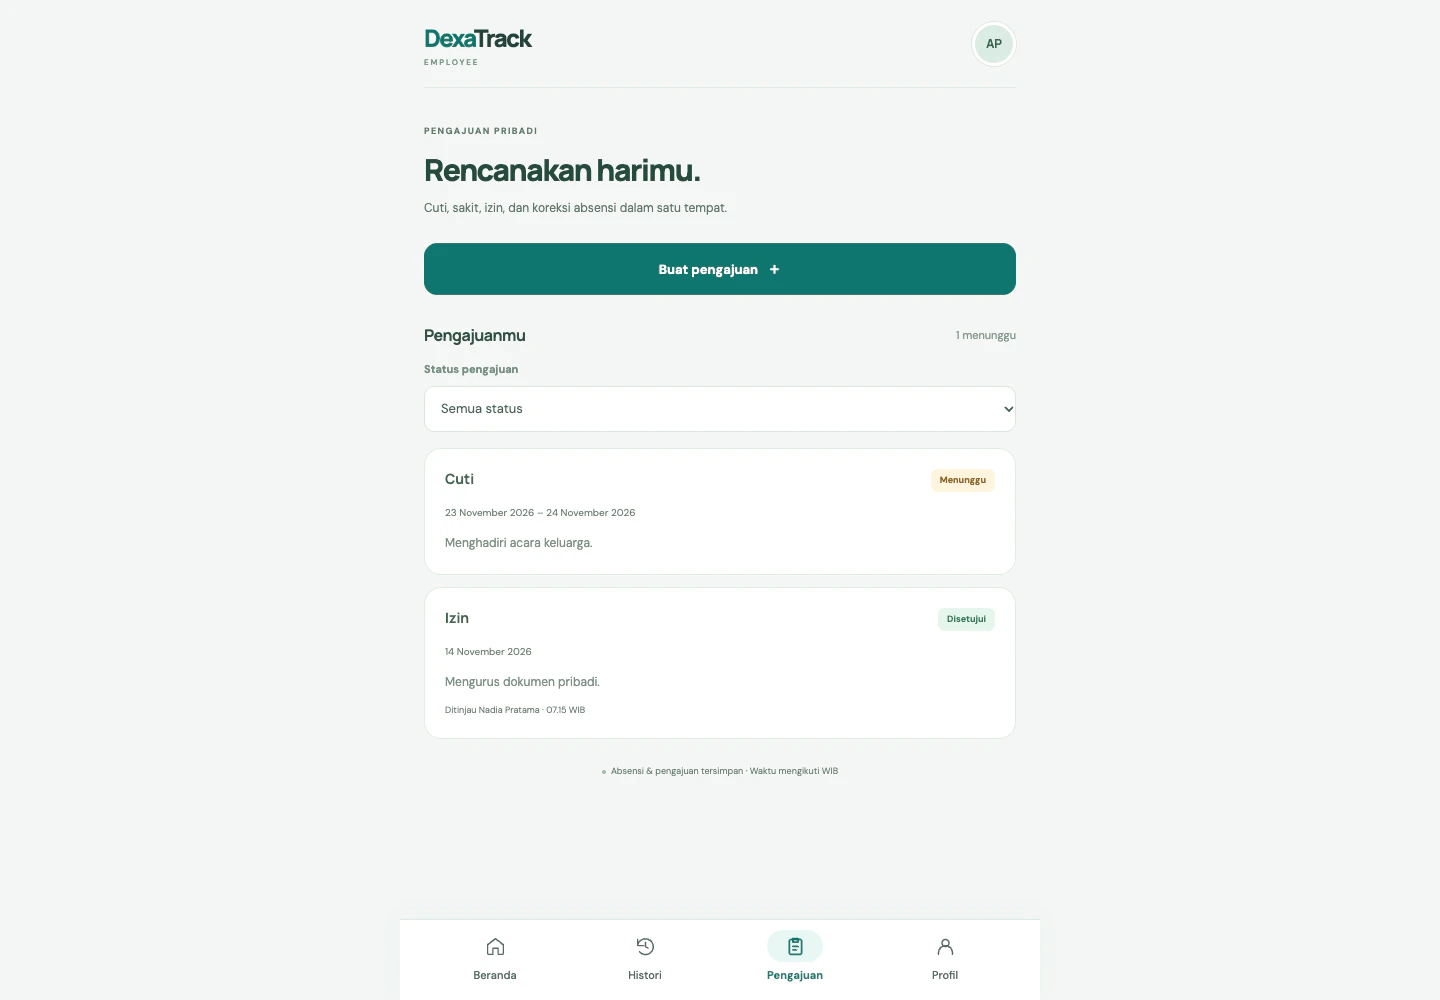 DexaTrack
EMPLOYEE
AP
PENGAJUAN PRIBADI
Rencanakan harimu.
Cuti, sakit, izin, dan koreksi absensi dalam satu tempat.
Buat pengajuan +
Pengajuanmu
1 menunggu
Status pengajuan
Semua status
Cuti
Menunggu
23 November 2026 – 24 November 2026
Menghadiri acara keluarga.
Izin
Disetujui
14 November 2026
Mengurus dokumen pribadi.
Ditinjau Nadia Pratama · 07.15 WIB
Absensi & pengajuan tersimpan · Waktu mengikuti WIB
Beranda
Histori
Pengajuan
Profil